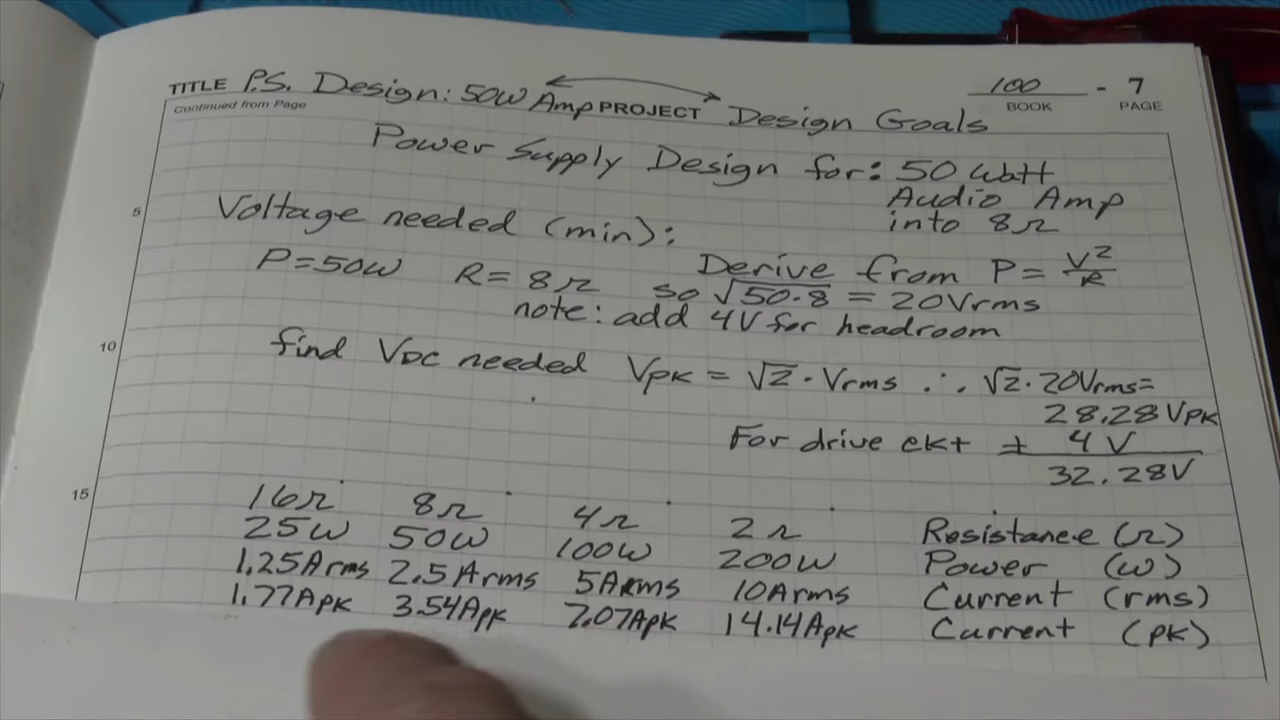 TITLE P.S. Design: 50W Amp PROJECT Design Goals
100 - 7
BOOK PAGE
Continued from Page
Power Supply Design for: 50 Watt
Audio Amp
into 8Ω
5
Voltage needed (min):
P=50W R= 8Ω Derive from P= V²/R
so √50·8 = 20Vrms
note: add 4V for headroom
10
find VDC needed VPK = √2 · Vrms ∴ √2 · 20Vrms=
28.28VPK
For drive ckt + 4V
32.28V
15
16Ω 8Ω 4Ω 2Ω Resistance (Ω)
25W 50W 100W 200W Power (W)
1.25Arms 2.5Arms 5Arms 10Arms Current (rms)
1.77Apk 3.54Apk 7.07Apk 14.14Apk Current (pk)